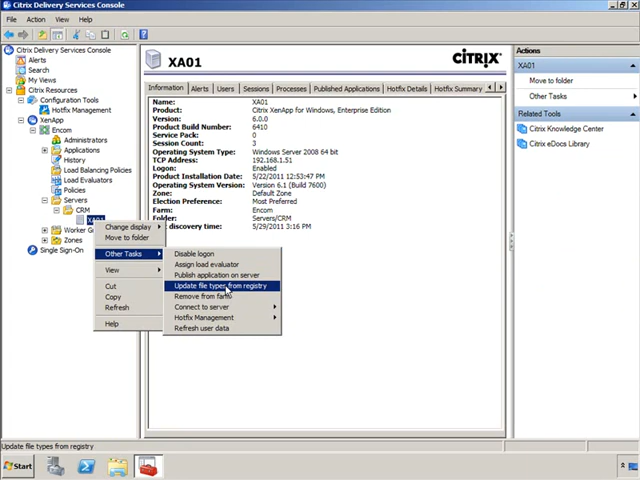 Citrix Delivery Services Console
File Action View Help
Citrix Delivery Services Console
Alerts
Search
My Views
Citrix Resources
Configuration Tools
Hotfix Management
XenApp
Encom
Administrators
Applications
History
Load Balancing Policies
Load Evaluators
Policies
Servers
CRM
XA01
Worker G
Zones
Single Sign-On
Change display
Move to folder
Other Tasks
View
Cut
Copy
Refresh
Help
Disable logon
Assign load evaluator
Publish application on server
Update file types from registry
Remove from farm
Connect to server
Hotfix Management
Refresh user data
XA01
CITRIX
Information Alerts Users Sessions Processes Published Applications Hotfix Details Hotfix Summary
Name: XA01
Product: Citrix XenApp for Windows, Enterprise Edition
Version: 6.0.0
Product Build Number: 6410
Operating System Type: Windows Server 2008 64 bit
Service Pack: 0
Session Count: 3
TCP Address: 192.168.1.51
Logon: Enabled
Product Installation Date: 5/22/2011 12:53:47 PM
Operating System Version: Version 6.1 (Build 7600)
Zone: Default Zone
Election Preference: Most Preferred
Farm: Encom
Folder: Servers/CRM
discovery time: 5/29/2011 3:16 PM
Actions
XA01
Move to folder
Other Tasks
Related Tools
Citrix Knowledge Center
Citrix eDocs Library
Update file types from registry
Start